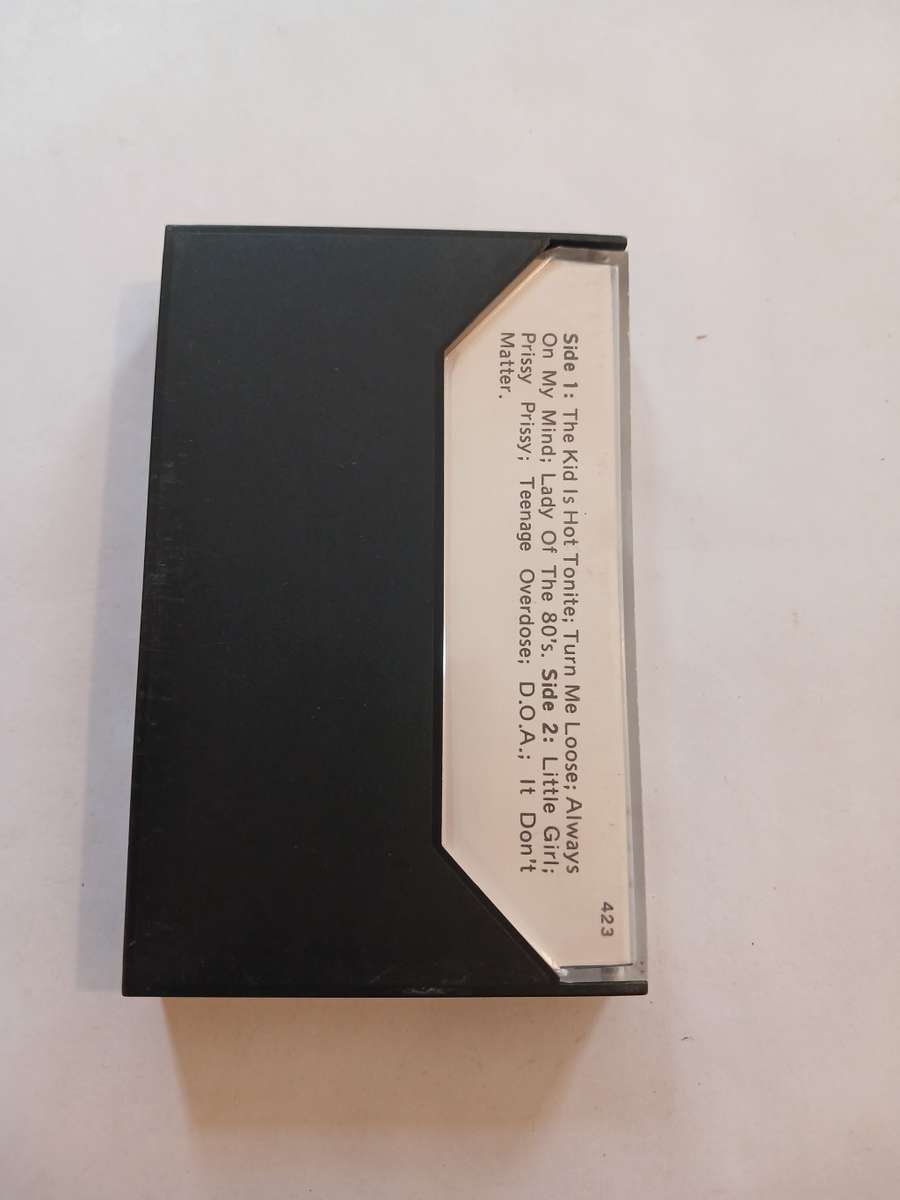 Side 1: The Kid Is Hot Tonite; Turn Me Loose; Always
On My Mind; Lady Of The 80's. Side 2: Little Girl;
Prissy Prissy; Teenage Overdose; D.O.A.; It Don't
Matter.
423